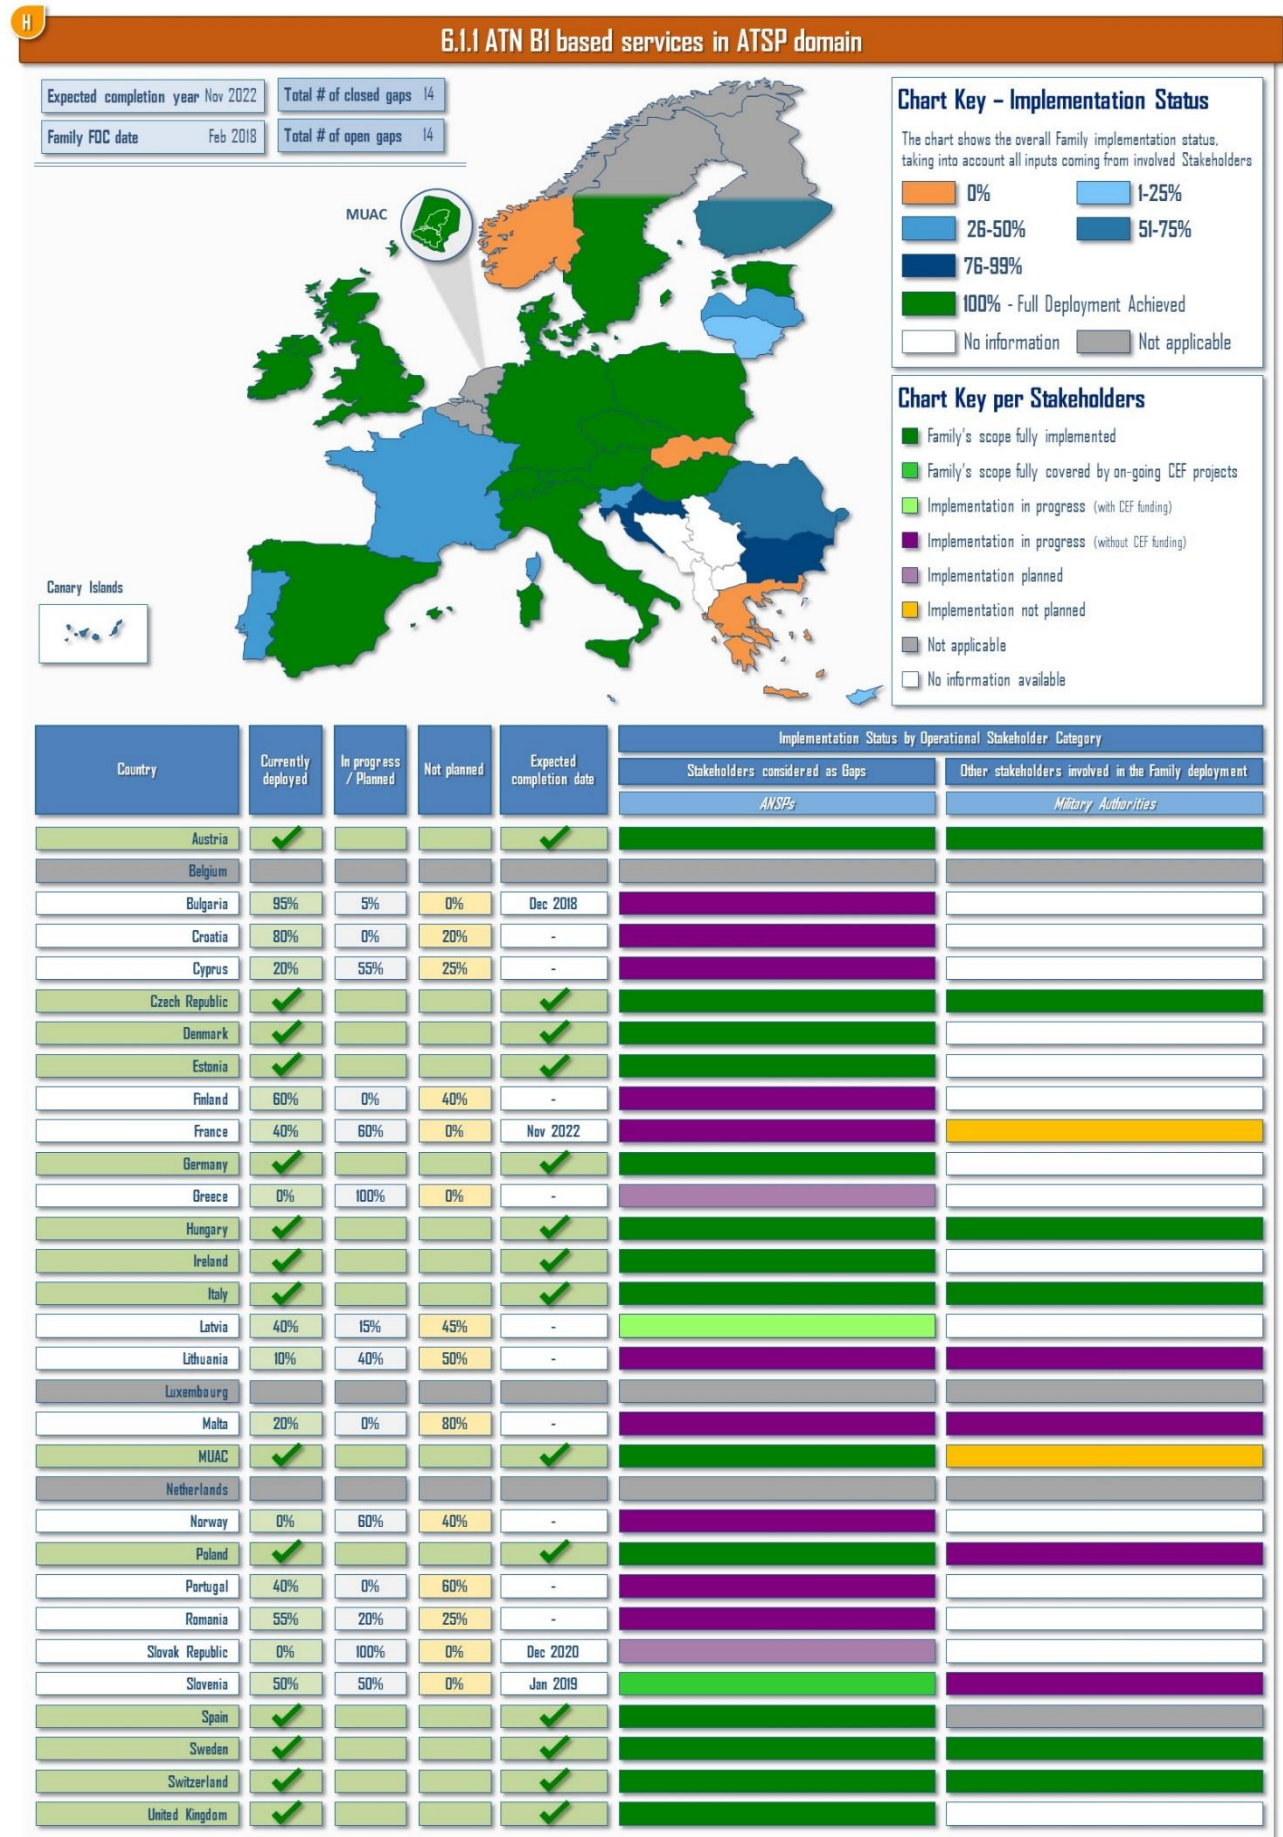 H
6.1.1 ATN B1 based services in ATSP domain
Expected completion year Nov 2022
Total # of closed gaps 14
Family FOC date Feb 2018
Total # of open gaps 14
MUAC
Canary Islands
Chart Key – Implementation Status
The chart shows the overall Family implementation status,
taking into account all inputs coming from involved Stakeholders
0% 1-25%
26-50% 51-75%
76-99%
100% - Full Deployment Achieved
No information Not applicable
Chart Key per Stakeholders
Family's scope fully implemented
Family's scope fully covered by on-going CEF projects
Implementation in progress (with CEF funding)
Implementation in progress (without CEF funding)
Implementation planned
Implementation not planned
Not applicable
No information available
Country
Currently
deployed
In progress
/ Planned
Not planned
Expected
completion date
Implementation Status by Operational Stakeholder Category
Stakeholders considered as Gaps
Other stakeholders involved in the Family deployment
ANSPs
Military Authorities
Austria
Belgium
Bulgaria 95% 5% 0% Dec 2018
Croatia 80% 0% 20% -
Cyprus 20% 55% 25% -
Czech Republic
Denmark
Estonia
Finland 60% 0% 40% -
France 40% 60% 0% Nov 2022
Germany
Greece 0% 100% 0% -
Hungary
Ireland
Italy
Latvia 40% 15% 45% -
Lithuania 10% 40% 50% -
Luxembourg
Malta 20% 0% 80% -
MUAC
Netherlands
Norway 0% 60% 40% -
Poland
Portugal 40% 0% 60% -
Romania 55% 20% 25% -
Slovak Republic 0% 100% 0% Dec 2020
Slovenia 50% 50% 0% Jan 2019
Spain
Sweden
Switzerland
United Kingdom